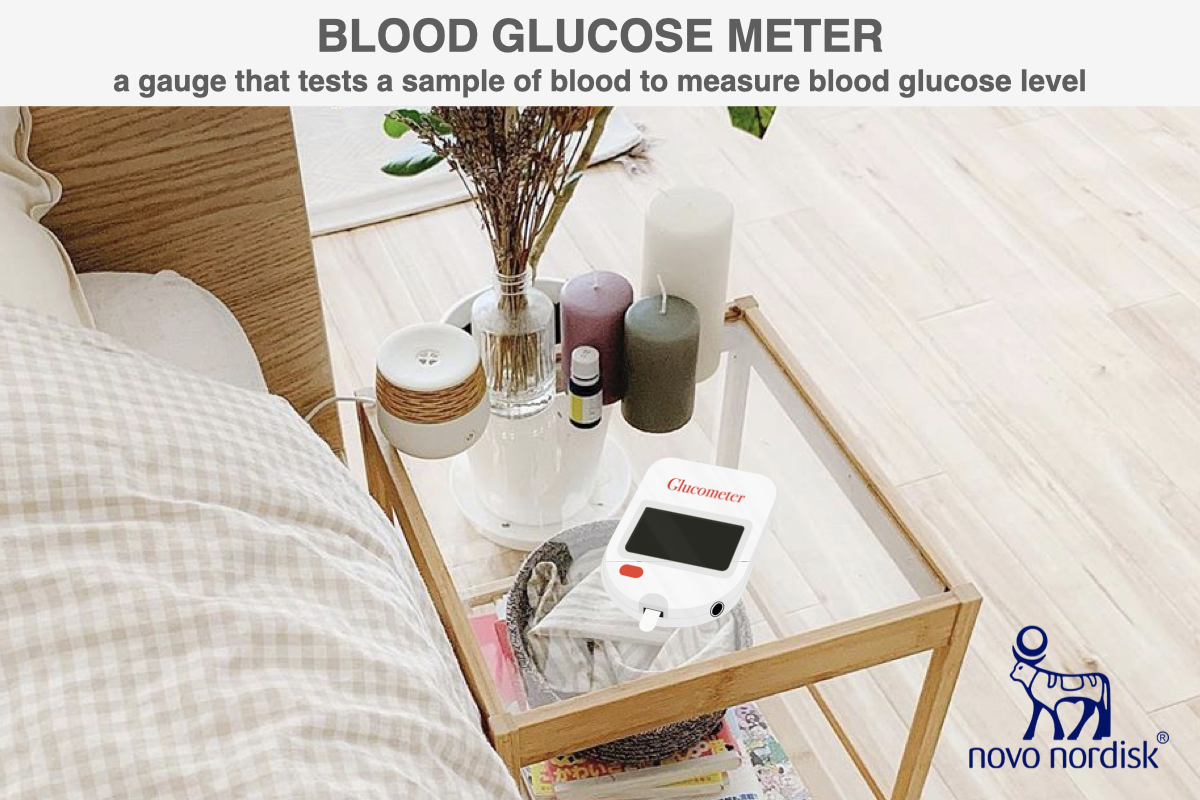 BLOOD GLUCOSE METER
a gauge that tests a sample of blood to measure blood glucose level
Glucometer
novo nordisk®